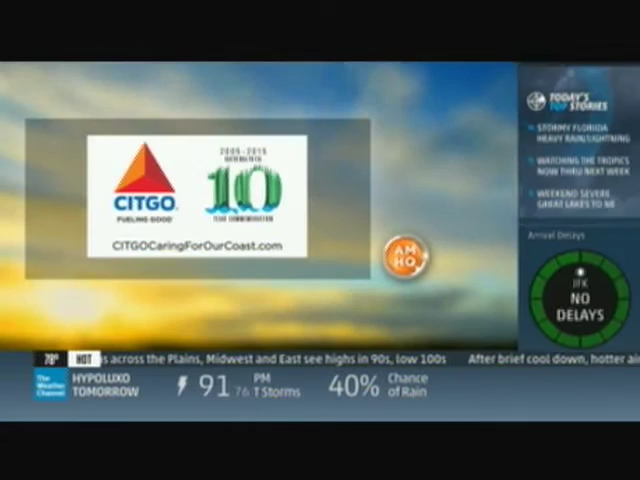 TODAY'S
TOP STORIES
STORMY FLORIDA
HEAVY RAIN/LIGHTNING
WATCHING THE TROPICS
NOW THRU NEXT WEEK
WEEKEND SEVERE
GREAT LAKES TO NE
2005-2015
10
CITGO
FUELING GOOD
YEAR COMMEMORATION
CITGOCaringForOurCoast.com
AM
HQ
Arrival Delays
JFK
NO
DELAYS
78° HOT s across the Plains, Midwest and East see highs in 90s, low 100s After brief cool down, hotter air
The
Weather
Channel
HYPOLUXO
TOMORROW
91 76
PM
T Storms
40%
Chance
of Rain